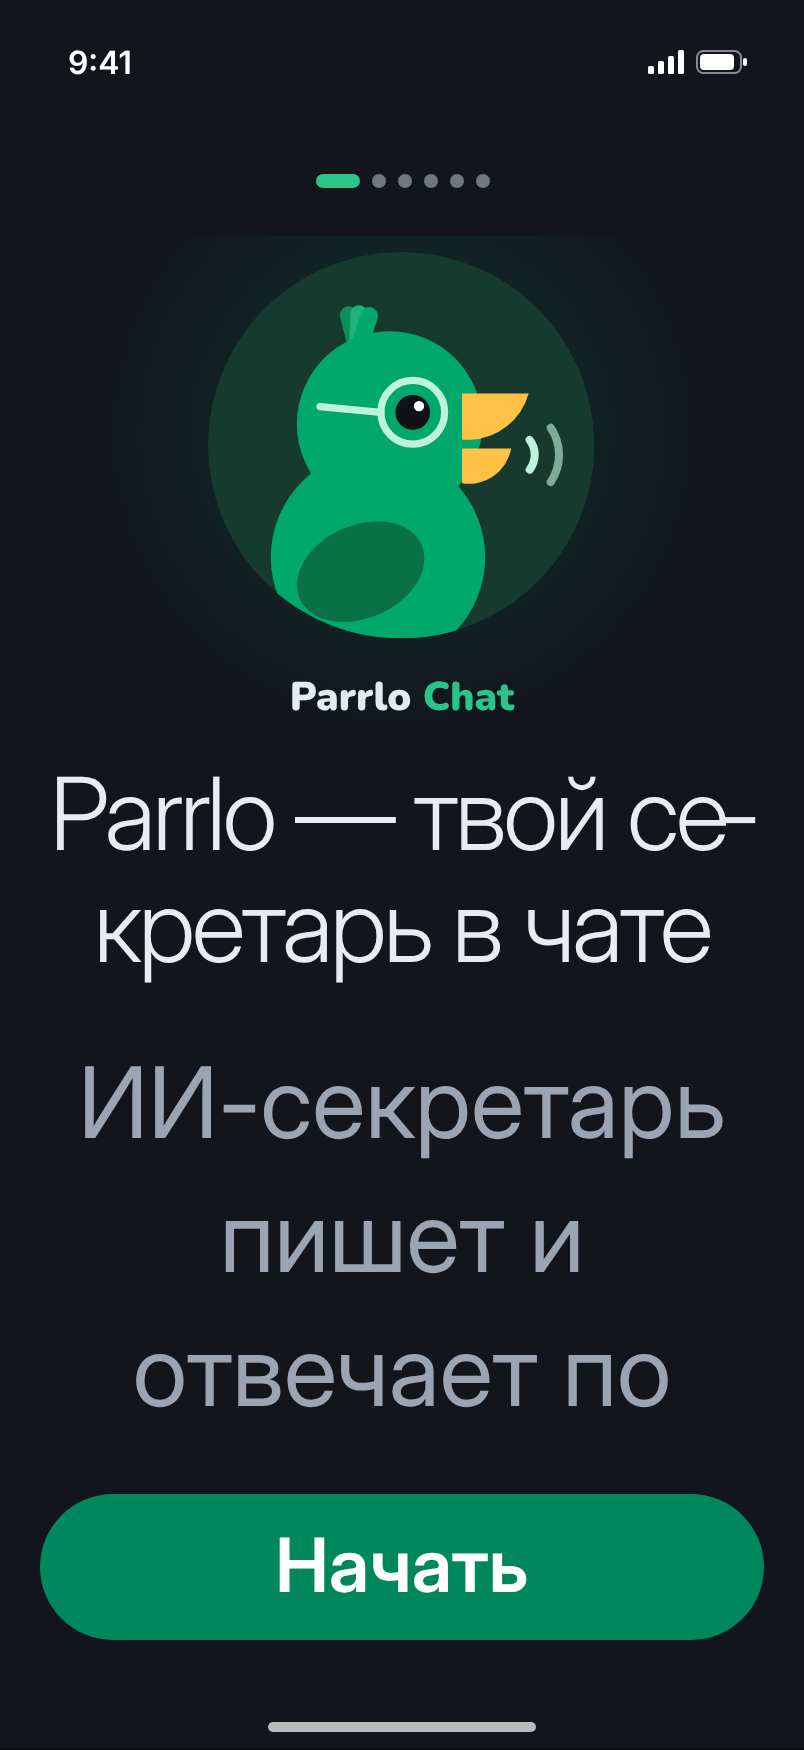 9:41
Parrlo Chat
Parrlo — твой се-
кретарь в чате
ИИ-секретарь
пишет и
отвечает по
Начать